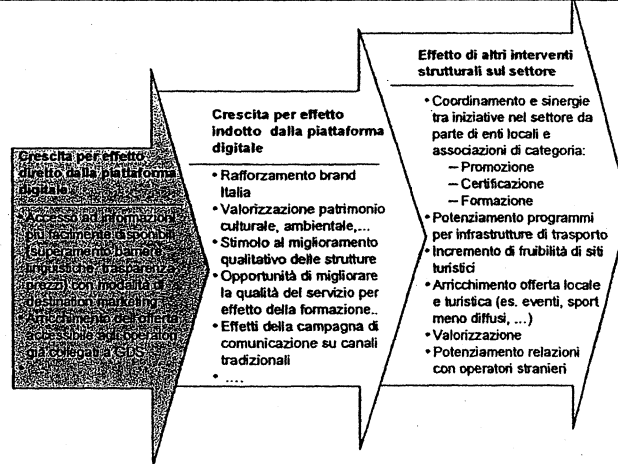 Crescita per effetto
diretto dalla piattaforma
digitale
• Accesso ad informazioni
più facilmente disponibili
(superamento barriere
linguistiche, trasparenza
prezzi) con modalità di
destination marketing
• Arricchimento dell'offerta
accessibile agli operatori
già collegati a GDS
•
Crescita per effetto
indotto dalla piattaforma
digitale
• Rafforzamento brand
Italia
• Valorizzazione patrimonio
culturale, ambientale,...
• Stimolo al miglioramento
qualitativo delle strutture
• Opportunità di migliorare
la qualità del servizio per
effetto della formazione..
• Effetti della campagna di
comunicazione su canali
tradizionali
• ....
Effetto di altri interventi
strutturali sul settore
• Coordinamento e sinergie
tra iniziative nel settore da
parte di enti locali e
associazioni di categoria:
– Promozione
– Certificazione
– Formazione
• Potenziamento programmi
per infrastrutture di trasporto
• Incremento di fruibilità di siti
turistici
• Arricchimento offerta locale
e turistica (es. eventi, sport
meno diffusi, ...)
• Valorizzazione
• Potenziamento relazioni
con operatori stranieri